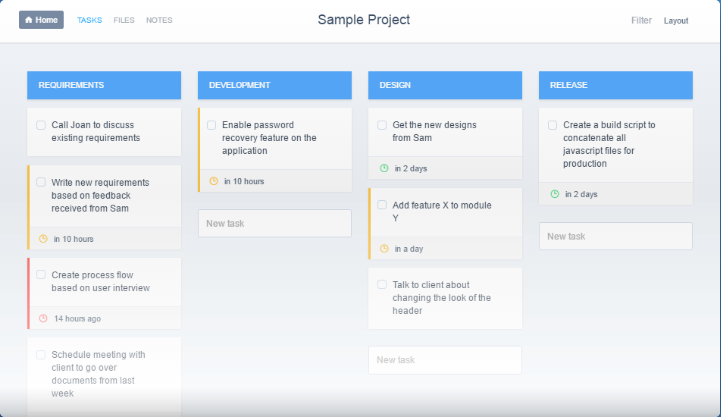 Home
TASKS
FILES
NOTES
Sample Project
Filter
Layout
REQUIREMENTS
Call Joan to discuss
existing requirements
Write new requirements
based on feedback
received from Sam
in 10 hours
Create process flow
based on user interview
14 hours ago
Schedule meeting with
client to go over
documents from last
week
DEVELOPMENT
Enable password
recovery feature on the
application
in 10 hours
New task
DESIGN
Get the new designs
from Sam
in 2 days
Add feature X to module
Y
in a day
Talk to client about
changing the look of the
header
New task
RELEASE
Create a build script to
concatenate all
javascript files for
production
in 2 days
New task